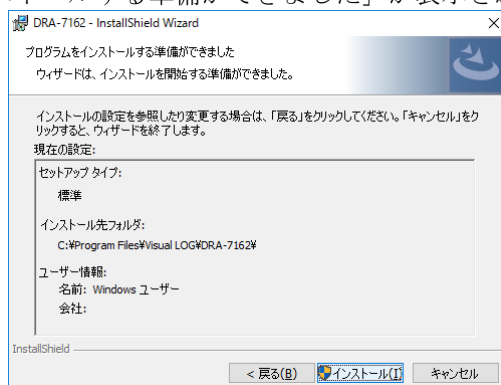 DRA-7162 - InstallShield Wizard
プログラムをインストールする準備ができました
ウィザードは、インストールを開始する準備ができました。
インストールの設定を参照したり変更する場合は、「戻る」をクリックしてください。「キャンセル」をク
リックすると、ウィザードを終了します。
現在の設定:
セットアップ タイプ:
標準
インストール先フォルダ:
C:¥Program Files¥Visual LOG¥DRA-7162¥
ユーザー情報:
名前: Windows ユーザー
会社:
InstallShield
< 戻る(B)
インストール(I)
キャンセル